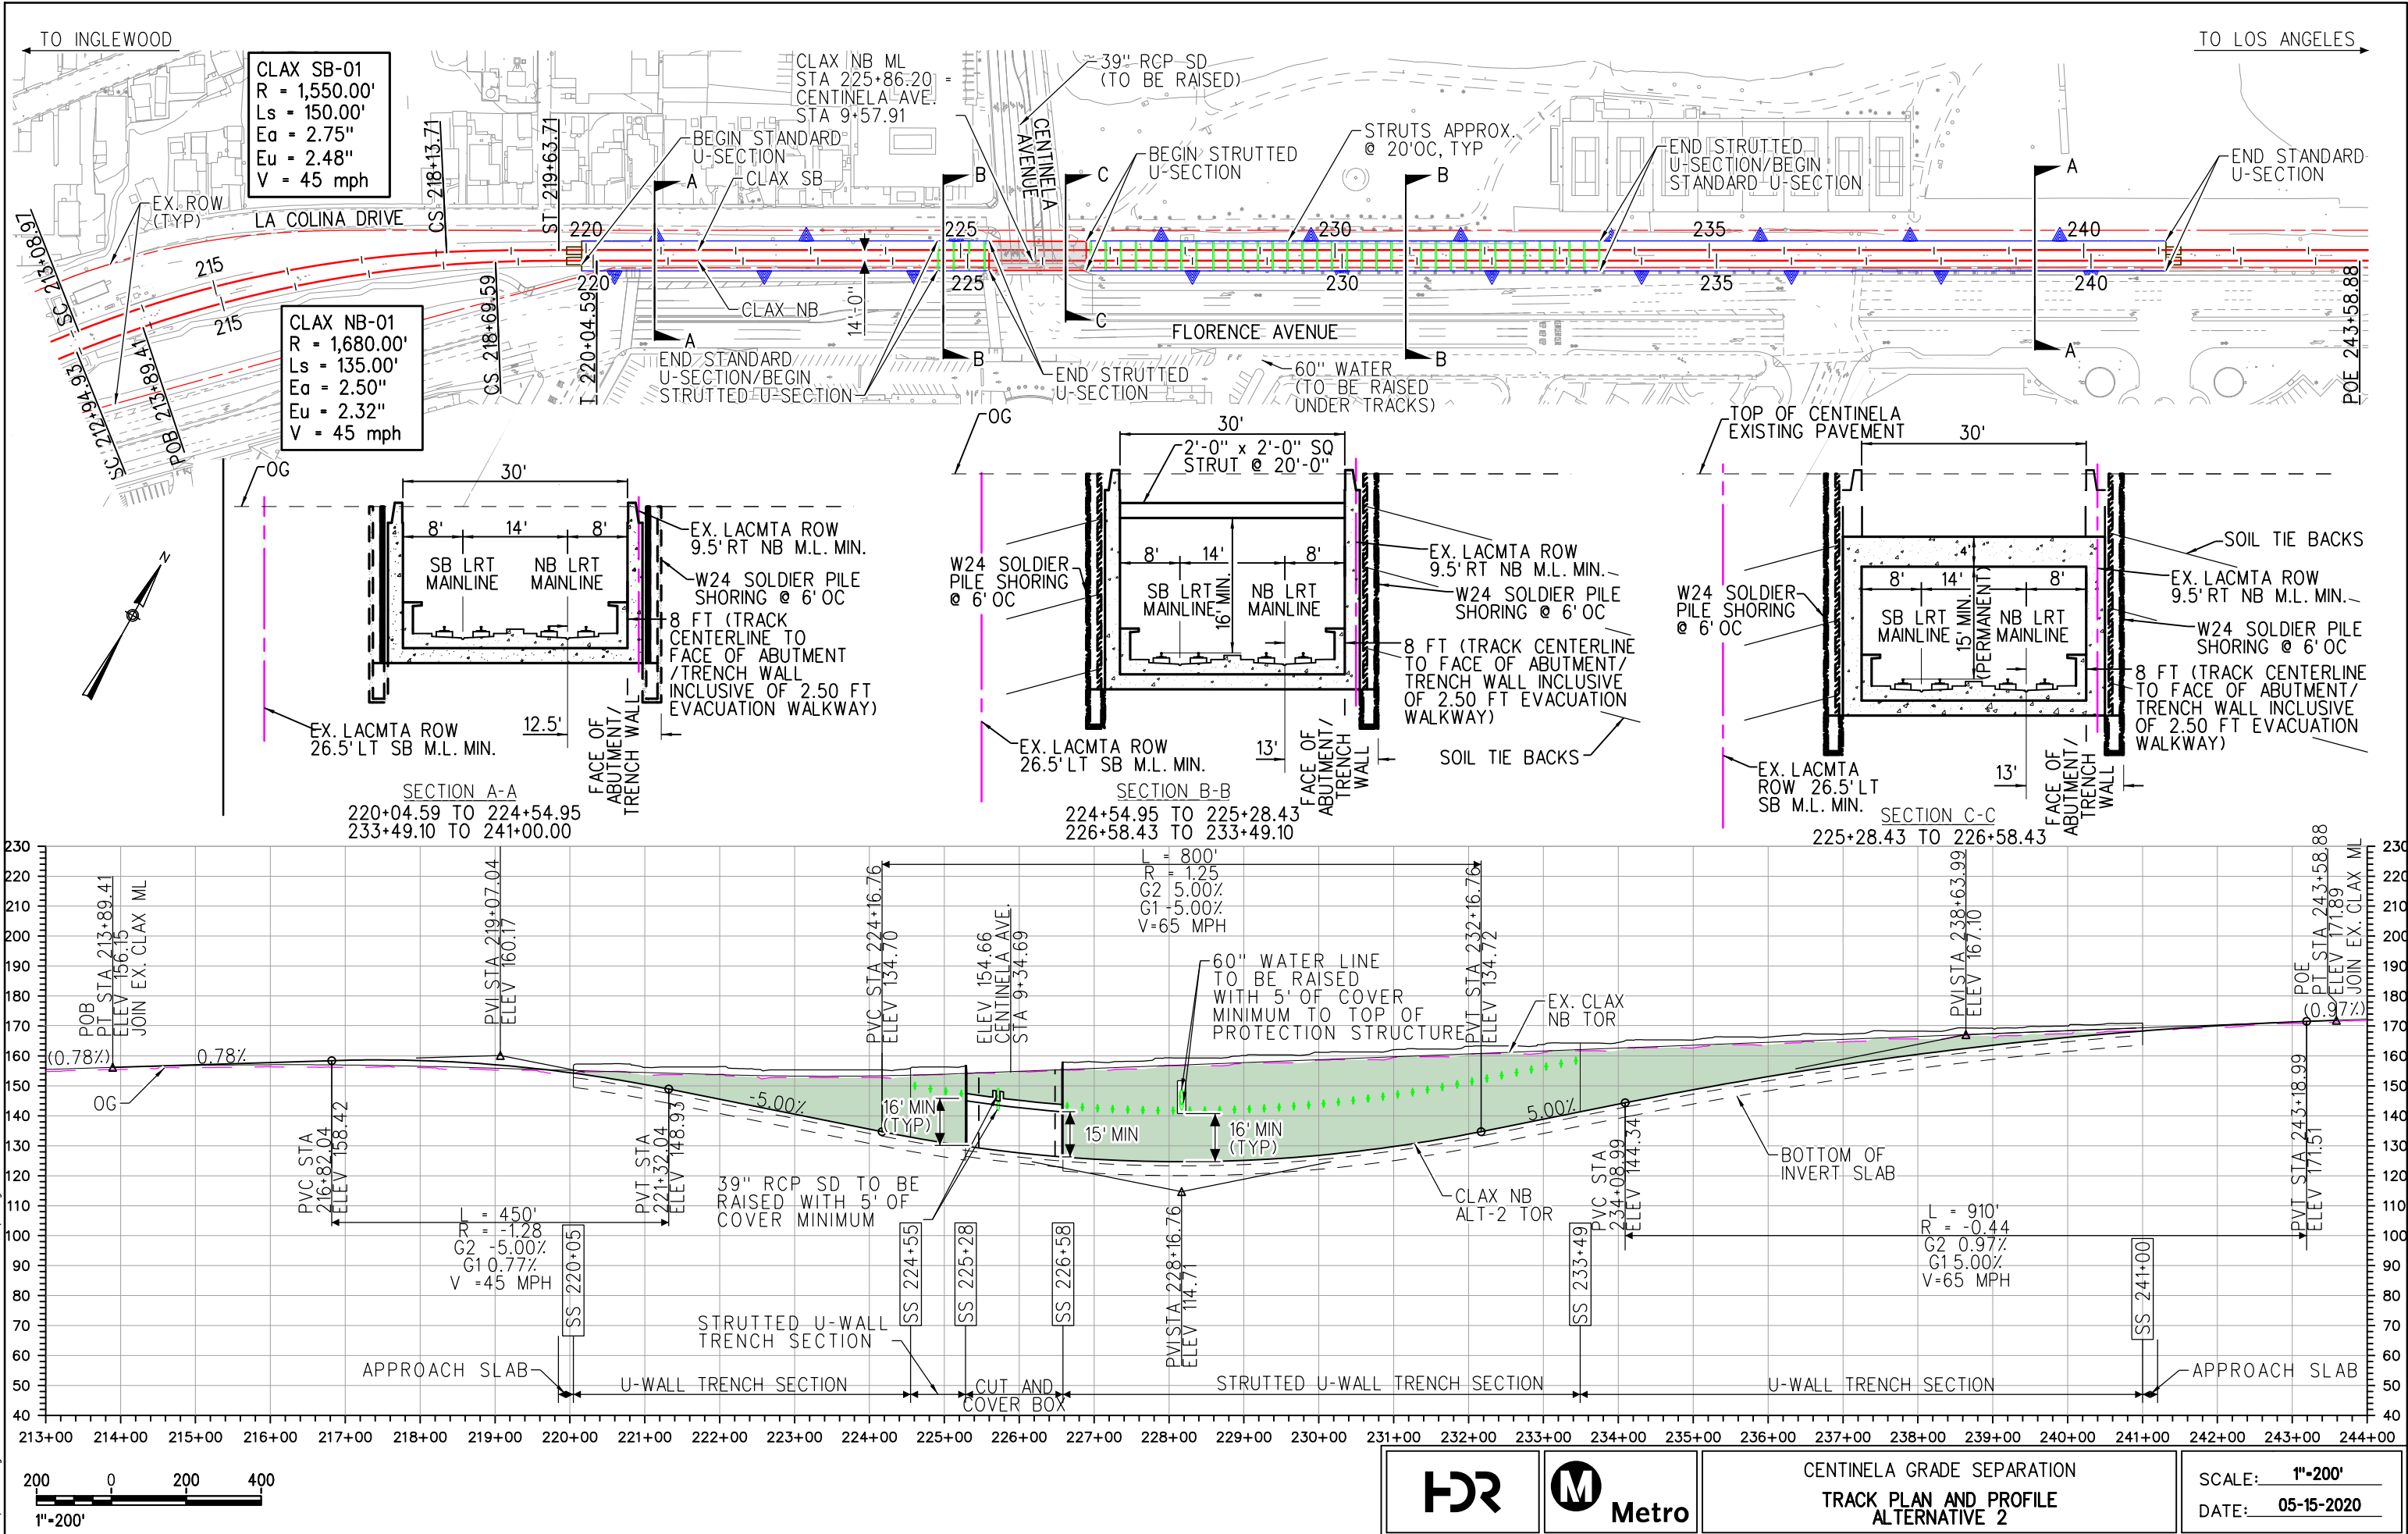 TO INGLEWOOD
TO LOS ANGELES
CLAX SB-01
R = 1,550.00'
Ls = 150.00'
Ea = 2.75"
Eu = 2.48"
V = 45 mph
CLAX NB ML
STA 225+86.20 =
CENTINELA AVE.
STA 9+57.91
39" RCP SD
(TO BE RAISED)
CENTINELA
AVENUE
CS 218+13.71
ST 219+63.71
BEGIN STANDARD
U-SECTION
CLAX SB
A
B
C
BEGIN STRUTTED
U-SECTION
STRUTS APPROX.
@ 20'OC, TYP
B
END STRUTTED
U-SECTION/BEGIN
STANDARD U-SECTION
A
END STANDARD
U-SECTION
EX. ROW
(TYP)
LA COLINA DRIVE
SC 213+08.97
215
220
225
230
235
240
215
220
225
230
235
240
CLAX NB-01
R = 1,680.00'
Ls = 135.00'
Ea = 2.50"
Eu = 2.32"
V = 45 mph
SC 212+94.93
POB 213+89.41
CS 218+69.59
220+04.59
CLAX NB
14'-0"
A
B
C
B
A
FLORENCE AVENUE
END STANDARD
U-SECTION/BEGIN
STRUTTED U-SECTION
END STRUTTED
U-SECTION
60" WATER
(TO BE RAISED
UNDER TRACKS)
POE 243+58.88
N
OG
30'
8'
14'
8'
SB LRT
MAINLINE
NB LRT
MAINLINE
EX. LACMTA ROW
9.5' RT NB M.L. MIN.
W24 SOLDIER PILE
SHORING @ 6' OC
8 FT (TRACK
CENTERLINE TO
FACE OF ABUTMENT
/TRENCH WALL
INCLUSIVE OF 2.50 FT
EVACUATION WALKWAY)
EX. LACMTA ROW
26.5' LT SB M.L. MIN.
12.5'
FACE OF
ABUTMENT/
TRENCH WALL
SECTION A-A
220+04.59 TO 224+54.95
233+49.10 TO 241+00.00
OG
30'
2'-0" x 2'-0" SQ
STRUT @ 20'-0"
8'
14'
8'
16' MIN.
SB LRT
MAINLINE
NB LRT
MAINLINE
W24 SOLDIER
PILE SHORING
@ 6' OC
EX. LACMTA ROW
9.5' RT NB M.L. MIN.
W24 SOLDIER PILE
SHORING @ 6' OC
8 FT (TRACK CENTERLINE
TO FACE OF ABUTMENT/
TRENCH WALL INCLUSIVE
OF 2.50 FT EVACUATION
WALKWAY)
SOIL TIE BACKS
EX. LACMTA ROW
26.5' LT SB M.L. MIN.
13'
FACE OF
ABUTMENT/
TRENCH
WALL
SECTION B-B
224+54.95 TO 225+28.43
226+58.43 TO 233+49.10
TOP OF CENTINELA
EXISTING PAVEMENT
30'
4'
8'
14'
8'
15' MIN.
(PERMANENT)
SB LRT
MAINLINE
NB LRT
MAINLINE
W24 SOLDIER
PILE SHORING
@ 6' OC
SOIL TIE BACKS
EX. LACMTA ROW
9.5' RT NB M.L. MIN.
W24 SOLDIER PILE
SHORING @ 6' OC
8 FT (TRACK CENTERLINE
TO FACE OF ABUTMENT/
TRENCH WALL INCLUSIVE
OF 2.50 FT EVACUATION
WALKWAY)
EX. LACMTA
ROW 26.5' LT
SB M.L. MIN.
13'
FACE OF
ABUTMENT/
TRENCH
WALL
SECTION C-C
225+28.43 TO 226+58.43
230
220
210
200
190
180
170
160
150
140
130
120
110
100
90
80
70
60
50
40
POB
PT STA 213+89.41
ELEV 156.15
JOIN EX. CLAX ML
(0.78%)
0.78%
OG
PVC STA
216+82.04
ELEV 158.42
PVI STA 219+07.04
ELEV 160.17
PVT STA
221+32.04
ELEV 148.93
L = 450'
R = -1.28
G2 -5.00%
G1 0.77%
V =45 MPH
-5.00%
PVC STA 224+16.76
ELEV 134.70
L = 800'
R = 1.25
G2 5.00%
G1 -5.00%
V=65 MPH
ELEV 154.66
CENTINELA AVE.
STA 9+34.69
60" WATER LINE
TO BE RAISED
WITH 5' OF COVER
MINIMUM TO TOP OF
PROTECTION STRUCTURE
PVT STA 232+16.76
ELEV 134.72
EX. CLAX
NB TOR
16' MIN
(TYP)
15' MIN
16' MIN
(TYP)
39" RCP SD TO BE
RAISED WITH 5' OF
COVER MINIMUM
PVI STA 228+16.76
ELEV 114.71
CLAX NB
ALT-2 TOR
5.00%
PVC STA
234+08.99
ELEV 144.34
PVI STA 238+63.99
ELEV 167.10
BOTTOM OF
INVERT SLAB
L = 910'
R = -0.44
G2 0.97%
G1 5.00%
V=65 MPH
PVT STA 243+18.99
ELEV 171.51
POE
PT STA 243+58.88
ELEV 171.89
JOIN EX. CLAX ML
(0.97%)
SS 220+05
SS 224+55
SS 225+28
SS 226+58
SS 233+49
SS 241+00
APPROACH SLAB
U-WALL TRENCH SECTION
STRUTTED U-WALL
TRENCH SECTION
CUT AND
COVER BOX
STRUTTED U-WALL TRENCH SECTION
U-WALL TRENCH SECTION
APPROACH SLAB
230
220
210
200
190
180
170
160
150
140
130
120
110
100
90
80
70
60
50
40
213+00 214+00 215+00 216+00 217+00 218+00 219+00 220+00 221+00 222+00 223+00 224+00 225+00 226+00 227+00 228+00 229+00 230+00 231+00 232+00 233+00 234+00 235+00 236+00 237+00 238+00 239+00 240+00 241+00 242+00 243+00 244+00
200 0 200 400
1"=200'
HDR
M Metro
CENTINELA GRADE SEPARATION
TRACK PLAN AND PROFILE
ALTERNATIVE 2
SCALE: 1"=200'
DATE: 05-15-2020